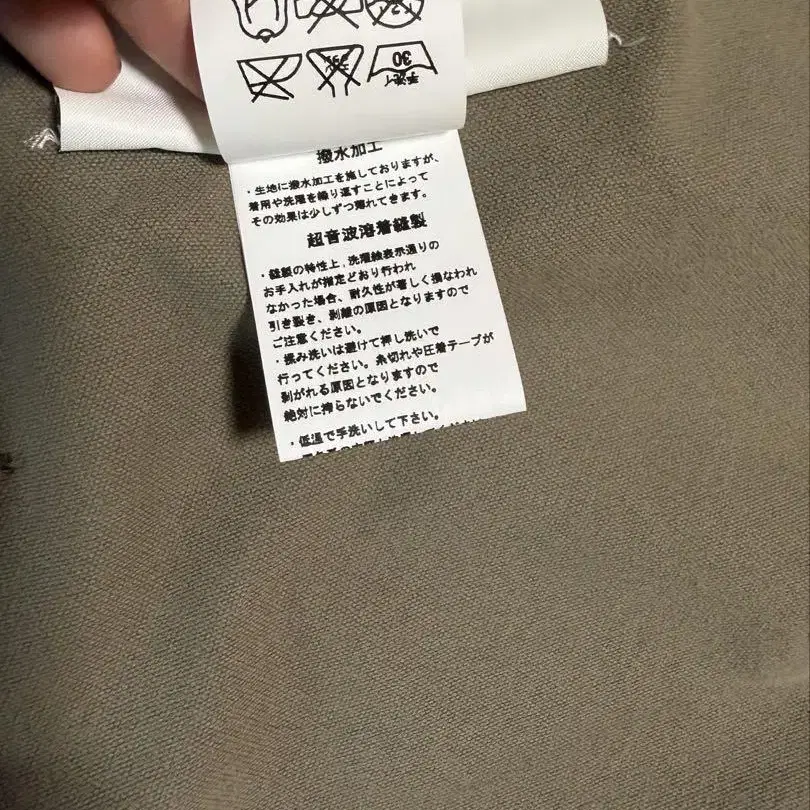 手洗イ
30
撥水加工
・生地に撥水加工を施しておりますが、
着用や洗濯を繰り返すことによって
その効果は少しずつ薄れてきます。
超音波溶着縫製
・縫製の特性上、洗濯絵表示通りの
お手入れが指定どおり行われ
なかった場合、耐久性が著しく損なわれ
引き裂き、剥離の原因となりますので
ご注意ください。
・揉み洗いは避けて押し洗いで
行ってください。糸切れや圧着テープが
剥がれる原因となりますので
絶対に擦らないでください。
・低温で手洗いして下さい。